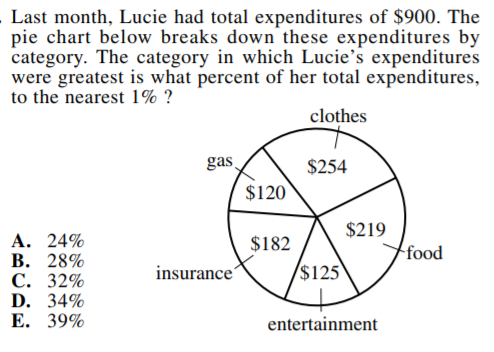 Last month, Lucie had total expenditures of $900. The
pie chart below breaks down these expenditures by
category. The category in which Lucie's expenditures
were greatest is what percent of her total expenditures,
to the nearest 1% ?
clothes
gas
$254
$120
A. 24%
B. 28%
C. 32%
D. 34%
E. 39%
$182
$219
food
insurance
$125
entertainment